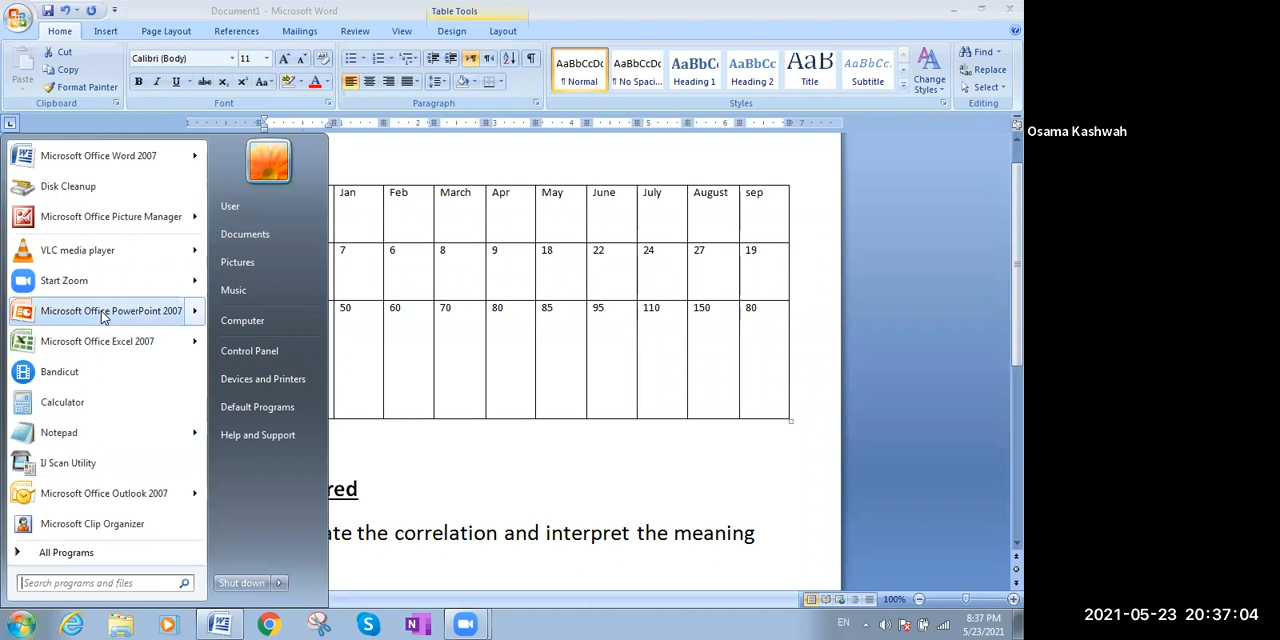 Document1 - Microsoft Word
Table Tools
Home Insert Page Layout References Mailings Review View Design Layout
Paste
Cut
Copy
Format Painter
Clipboard
Calibri (Body) 11
Font
Paragraph
AaBbCcDc AaBbCcDc AaBbCc AaBbCc AaB AaBbCc.
¶ Normal ¶ No Spaci... Heading 1 Heading 2 Title Subtitle
Change Styles
Styles
Find
Replace
Select
Editing
Osama Kashwah
Microsoft Office Word 2007
Disk Cleanup
Microsoft Office Picture Manager
VLC media player
Start Zoom
Microsoft Office PowerPoint 2007
Microsoft Office Excel 2007
Bandicut
Calculator
Notepad
IJ Scan Utility
Microsoft Office Outlook 2007
Microsoft Clip Organizer
All Programs
Search programs and files
User
Documents
Pictures
Music
Computer
Control Panel
Devices and Printers
Default Programs
Help and Support
Shut down
Jan Feb March Apr May June July August sep
7 6 8 9 18 22 24 27 19
50 60 70 80 85 95 110 150 80
red
ate the correlation and interpret the meaning
100%
EN
8:37 PM
5/23/2021
2021-05-23 20:37:04